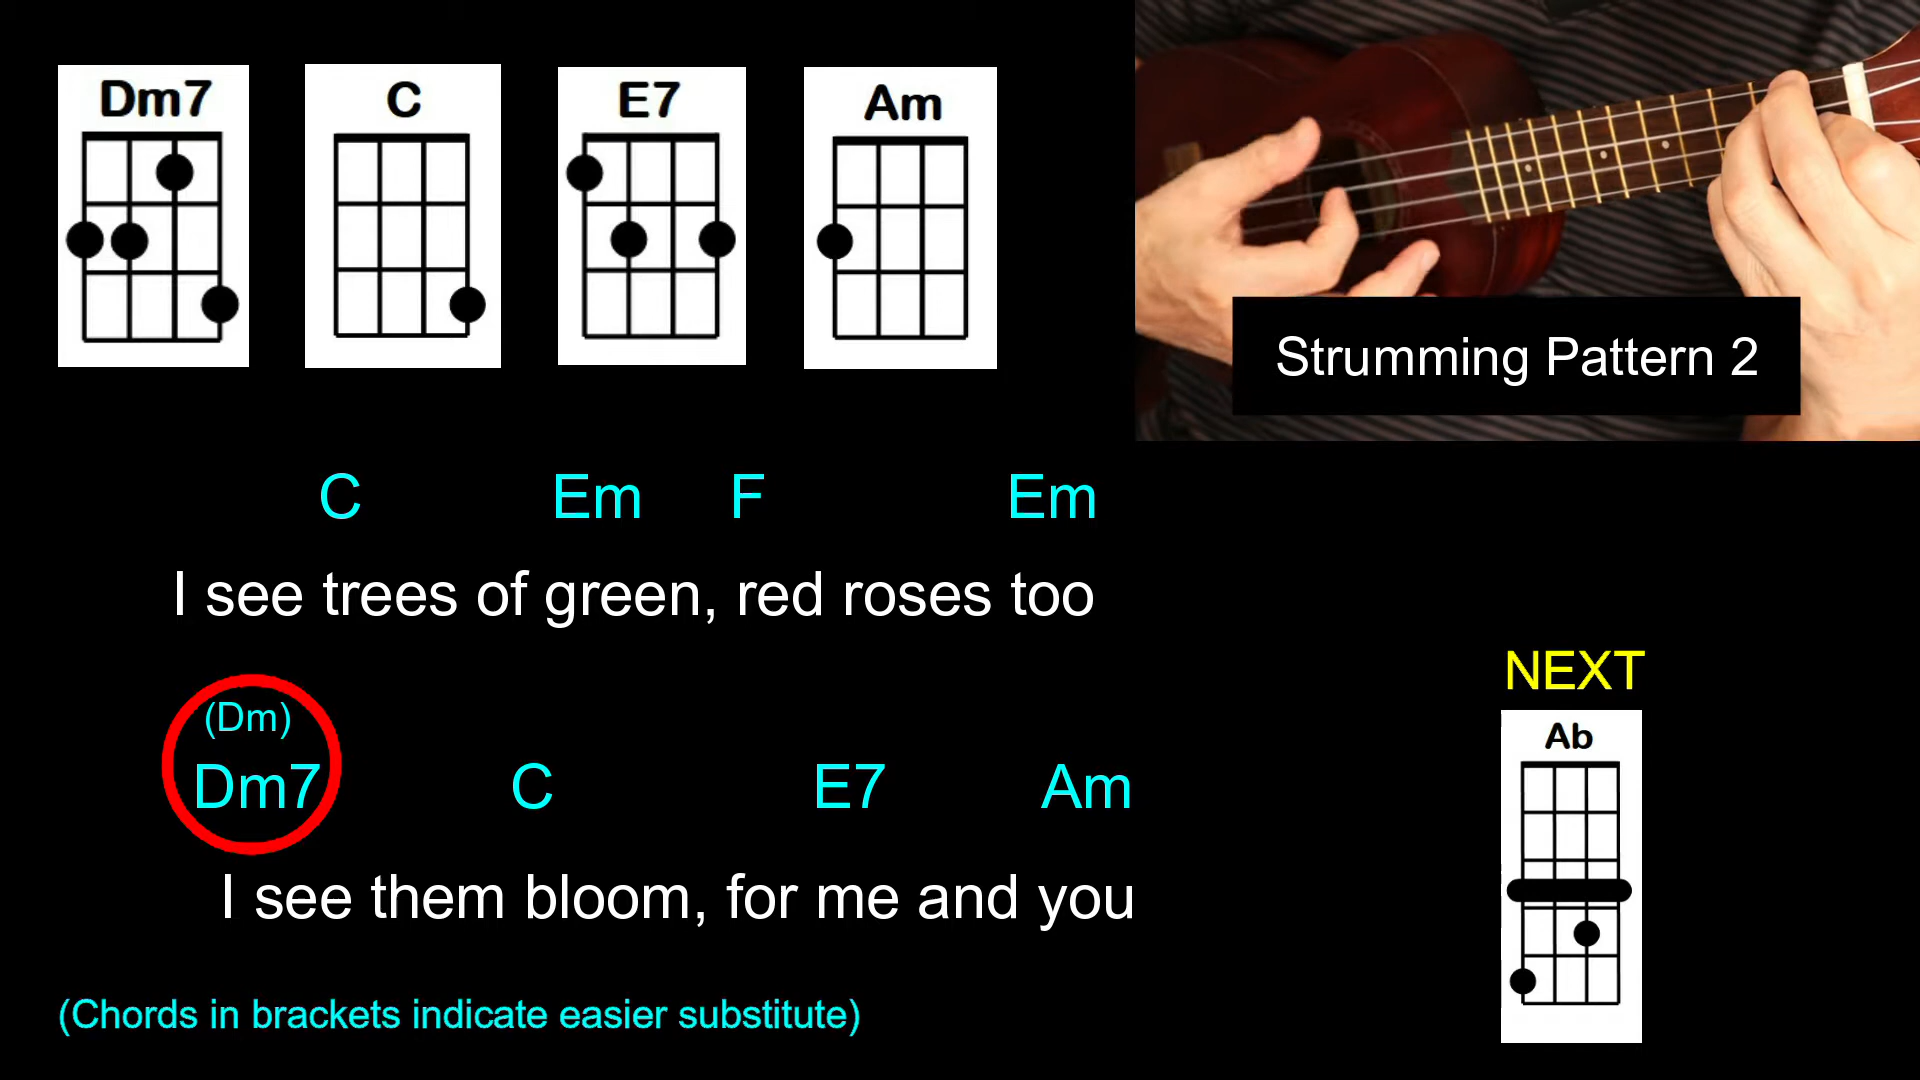 Dm7
C
E7
Am
Strumming Pattern 2
C Em F Em
I see trees of green, red roses too
(Dm)
Dm7 C E7 Am
I see them bloom, for me and you
NEXT
Ab
(Chords in brackets indicate easier substitute)